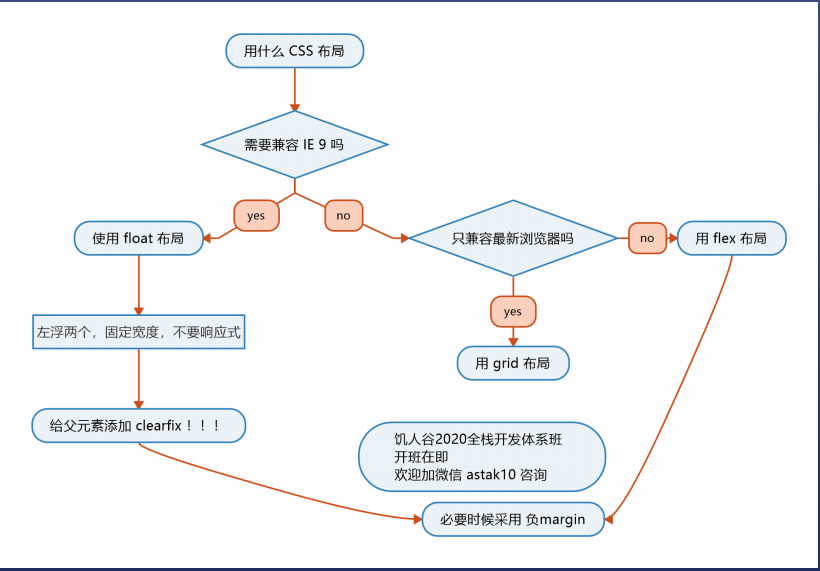 用什么 CSS 布局
需要兼容 IE 9 吗
yes
no
使用 float 布局
只兼容最新浏览器吗
no
用 flex 布局
yes
左浮两个，固定宽度，不要响应式
用 grid 布局
给父元素添加 clearfix！！！
饥人谷2020全栈开发体系班
开班在即
欢迎加微信 astak10 咨询
必要时候采用 负margin